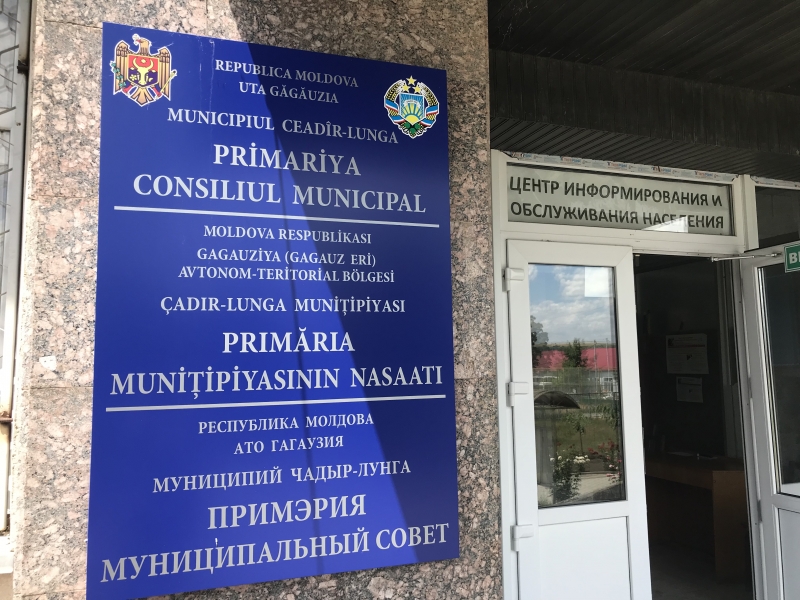 REPUBLICA MOLDOVA
UTA GĂGĂUZIA
MUNICIPIUL CEADÎR-LUNGA
PRİMARİYA
CONSILIUL MUNICIPAL
MOLDOVA RESPUBLİKASI
GAGAUZİYA (GAGAUZ ERİ)
AVTONOM-TERİTORİAL BÖLGESİ
ÇADIR-LUNGA MUNİŢİPİYASI
PRIMĂRIA
MUNİŢİPİYASININ NASAATI
РЕСПУБЛИКА МОЛДОВА
АТО ГАГАУЗИЯ
МУНИЦИПИЙ ЧАДЫР-ЛУНГА
ПРИМЭРИЯ
МУНИЦИПАЛЬНЫЙ СОВЕТ
ЦЕНТР ИНФОРМИРОВАНИЯ И
ОБСЛУЖИВАНИЯ НАСЕЛЕНИЯ